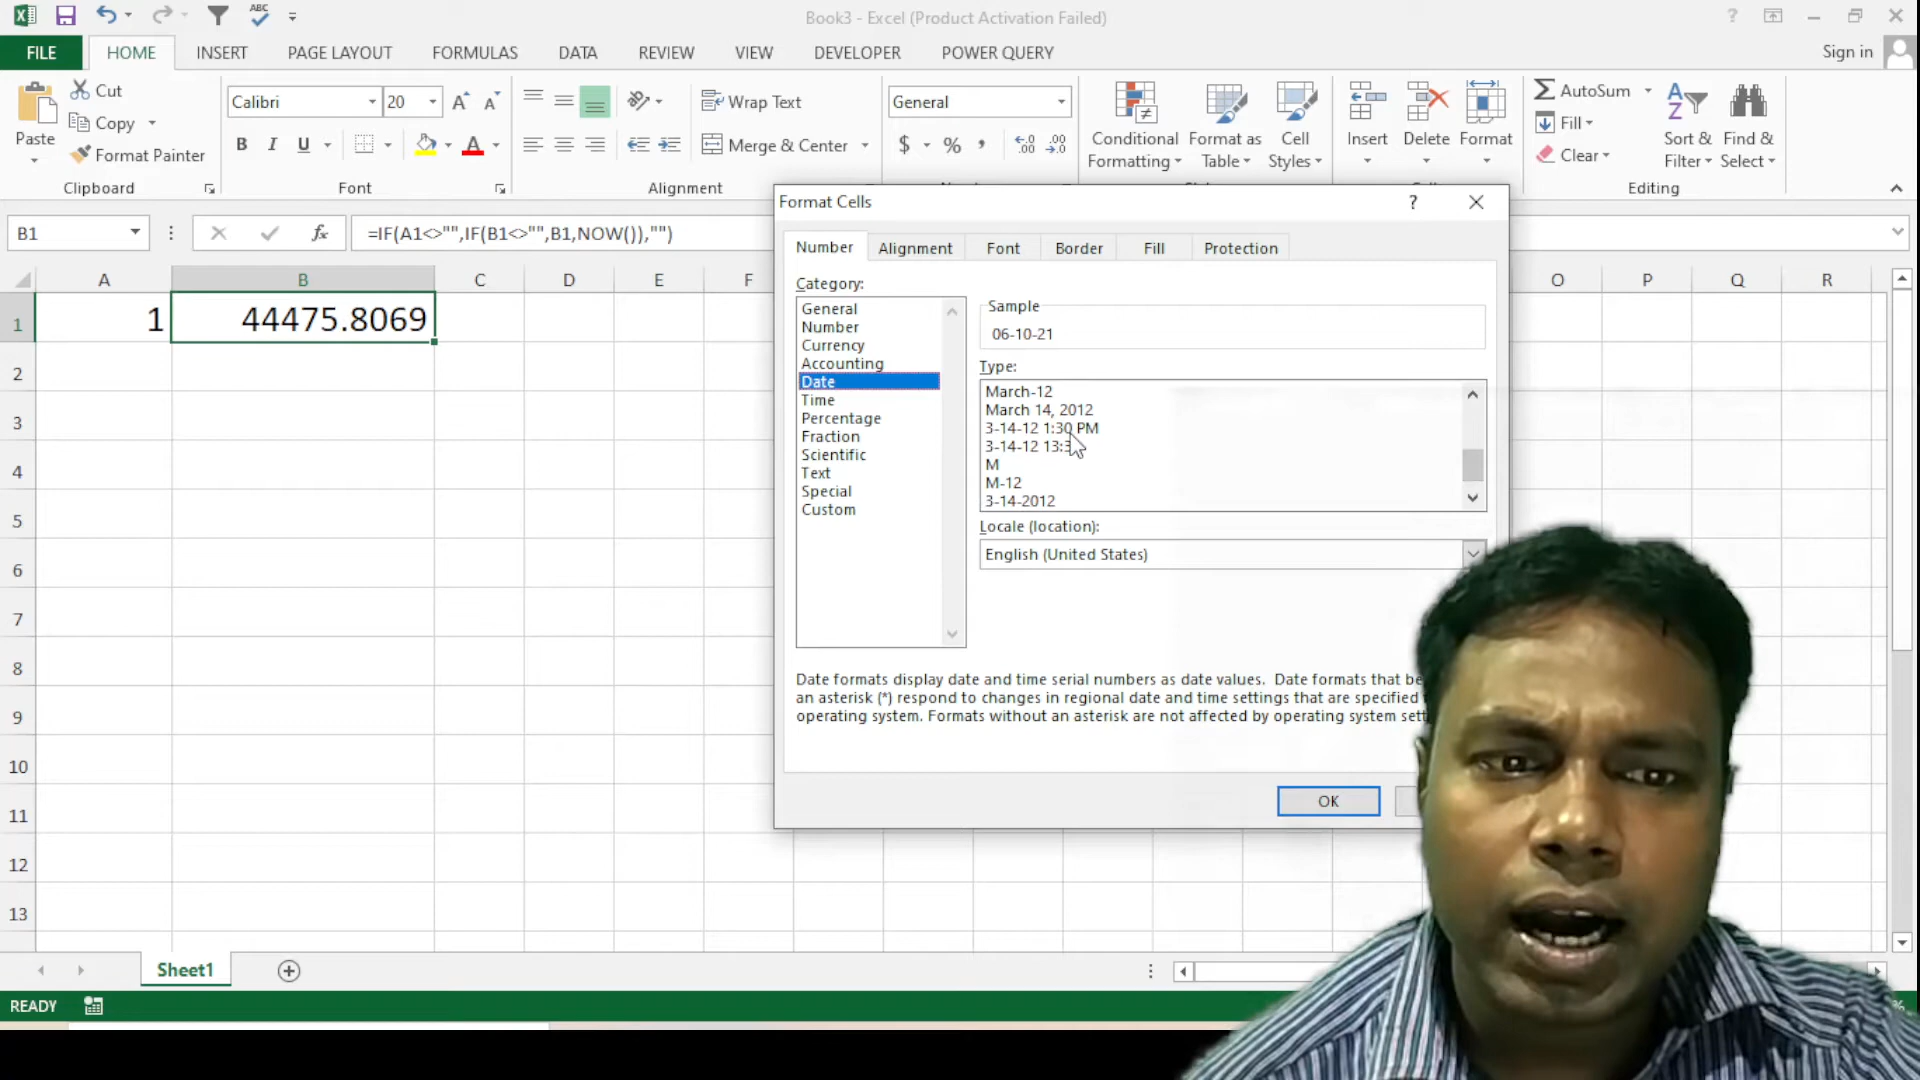 ABC
Book3 - Excel (Product Activation Failed)
?
FILE
HOME
INSERT
PAGE LAYOUT
FORMULAS
DATA
REVIEW
VIEW
DEVELOPER
POWER QUERY
Sign in
Paste
Cut
Copy
Format Painter
Clipboard
Calibri
20
B I U
Font
Wrap Text
Merge & Center
Alignment
General
$ % ,
Conditional
Formatting
Format as
Table
Cell
Styles
Insert
Delete
Format
AutoSum
Fill
Clear
Sort &
Filter
Find &
Select
Editing
B1
fx
=IF(A1<>"",IF(B1<>"",B1,NOW()),"")
A B C D E F O P Q R
1 1 44475.8069
2
3
4
5
6
7
8
9
10
11
12
13
Format Cells
?
Number
Alignment
Font
Border
Fill
Protection
Category:
General
Number
Currency
Accounting
Date
Time
Percentage
Fraction
Scientific
Text
Special
Custom
Sample
06-10-21
Type:
March-12
March 14, 2012
3-14-12 1:30 PM
3-14-12 13:3
M
M-12
3-14-2012
Locale (location):
English (United States)
Date formats display date and time serial numbers as date values. Date formats that be
an asterisk (*) respond to changes in regional date and time settings that are specified
operating system. Formats without an asterisk are not affected by operating system sett
OK
Sheet1
READY